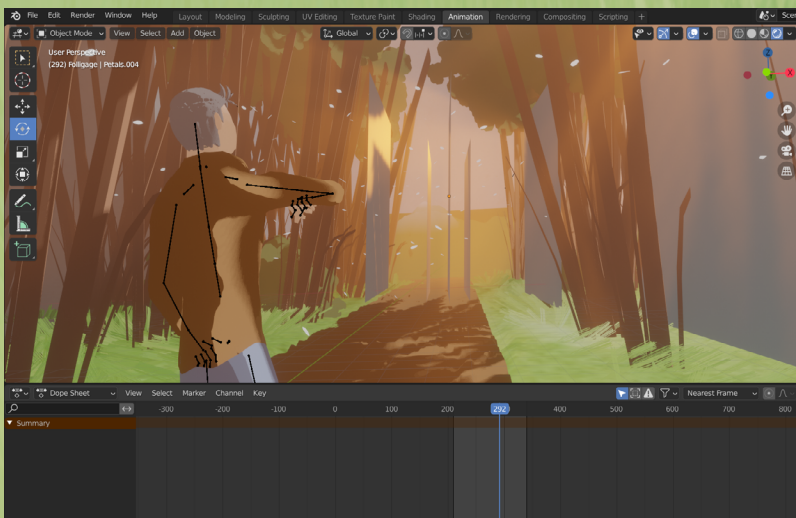 File Edit Render Window Help Layout Modeling Sculpting UV Editing Texture Paint Shading Animation Rendering Compositing Scripting + Scen
Object Mode View Select Add Object Global
User Perspective
(292) Foiligage | Petals.004
X
Dope Sheet View Select Marker Channel Key Nearest Frame
-300 -200 -100 0 100 200 292 400 500 600 700 800
Summary